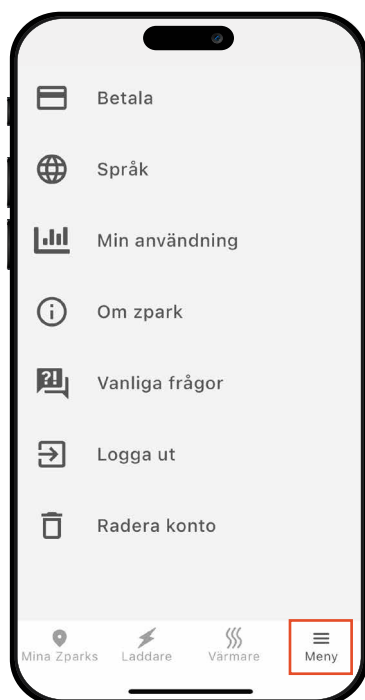 Betala
Språk
Min användning
Om zpark
Vanliga frågor
Logga ut
Radera konto
Mina Zparks
Laddare
Värmare
Meny